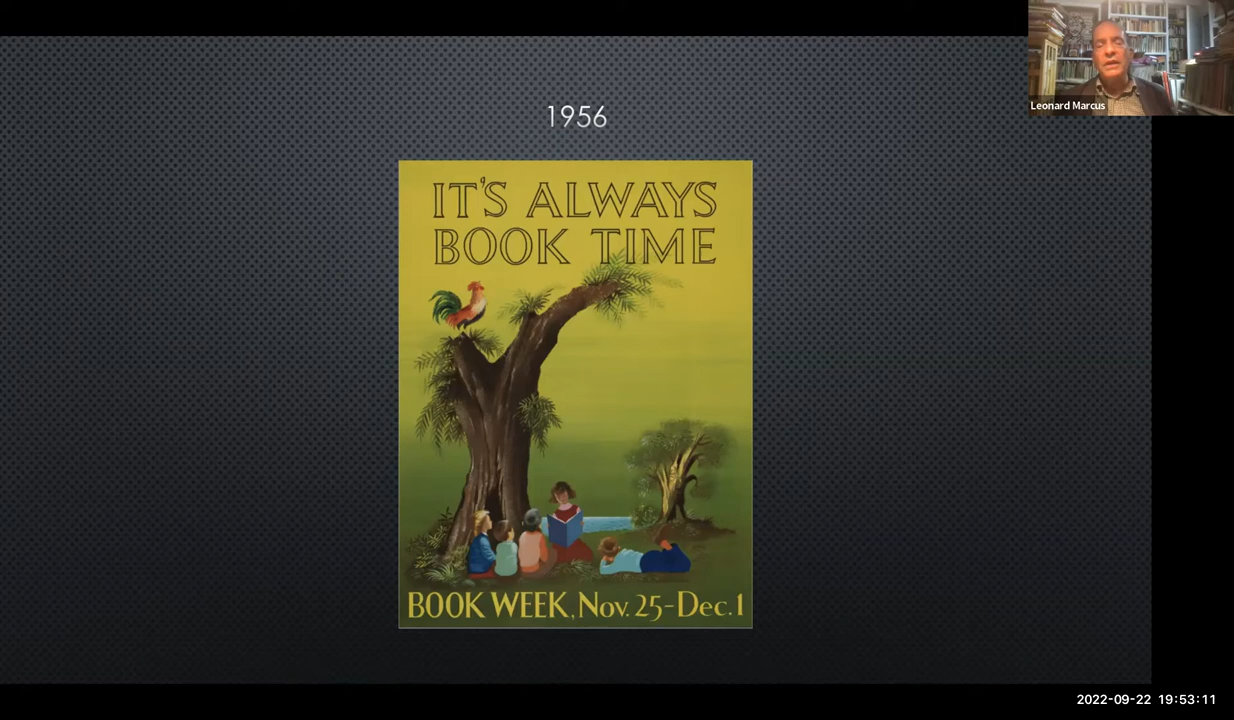 Leonard Marcus
1956
IT'S ALWAYS
BOOK TIME
BOOK WEEK, Nov. 25-Dec. 1
2022-09-22 19:53:11